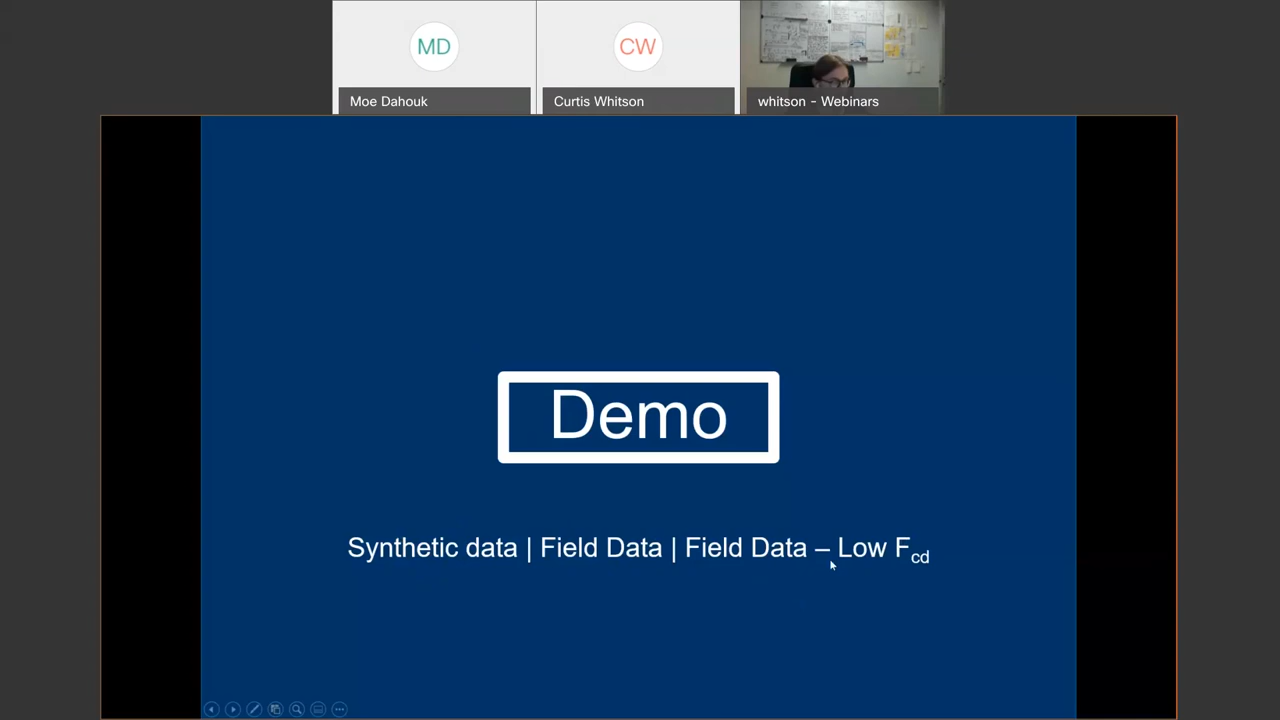 MD
CW
Moe Dahouk
Curtis Whitson
whitson - Webinars
Demo
Synthetic data | Field Data | Field Data – Low Fcd